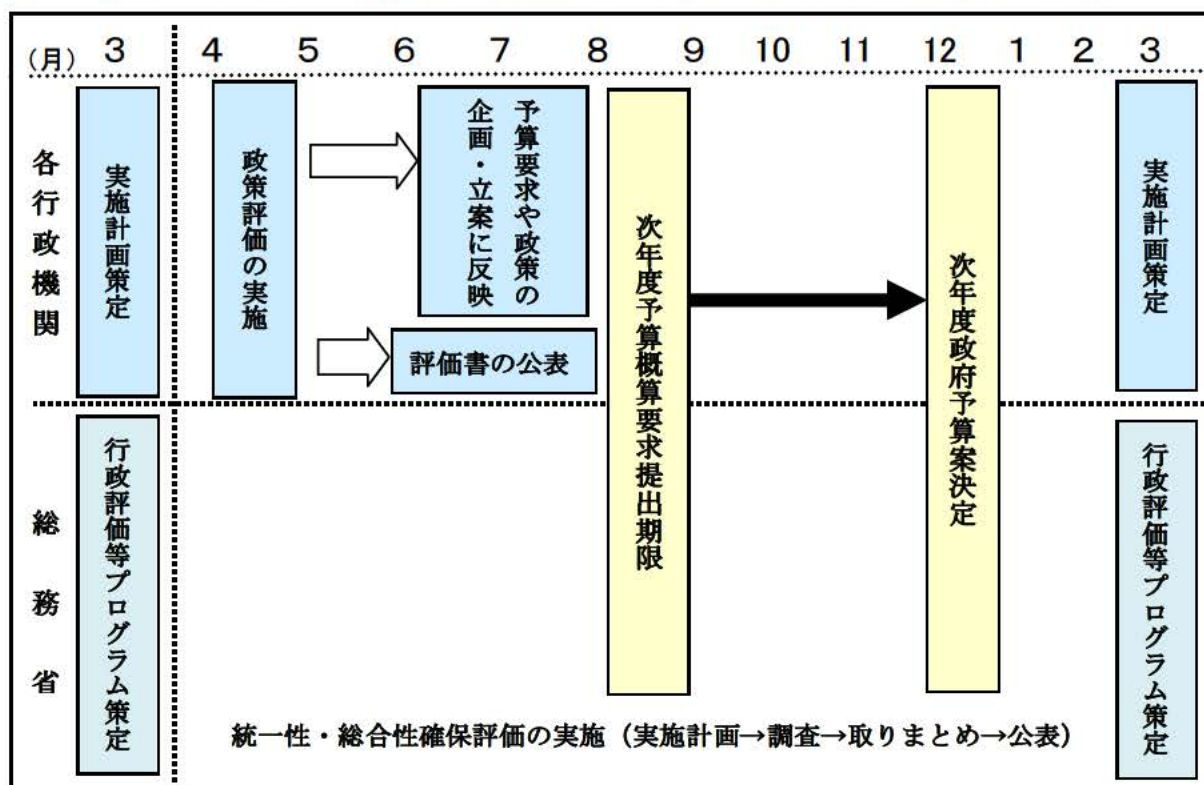 (月) 3 4 5 6 7 8 9 10 11 12 1 2 3
各行政機関
実施計画策定
政策評価の実施
予算要求や政策の
企画・立案に反映
評価書の公表
次年度予算概算要求提出期限
次年度政府予算案決定
実施計画策定
総務省
行政評価等プログラム策定
統一性・総合性確保評価の実施（実施計画→調査→取りまとめ→公表）
行政評価等プログラム策定